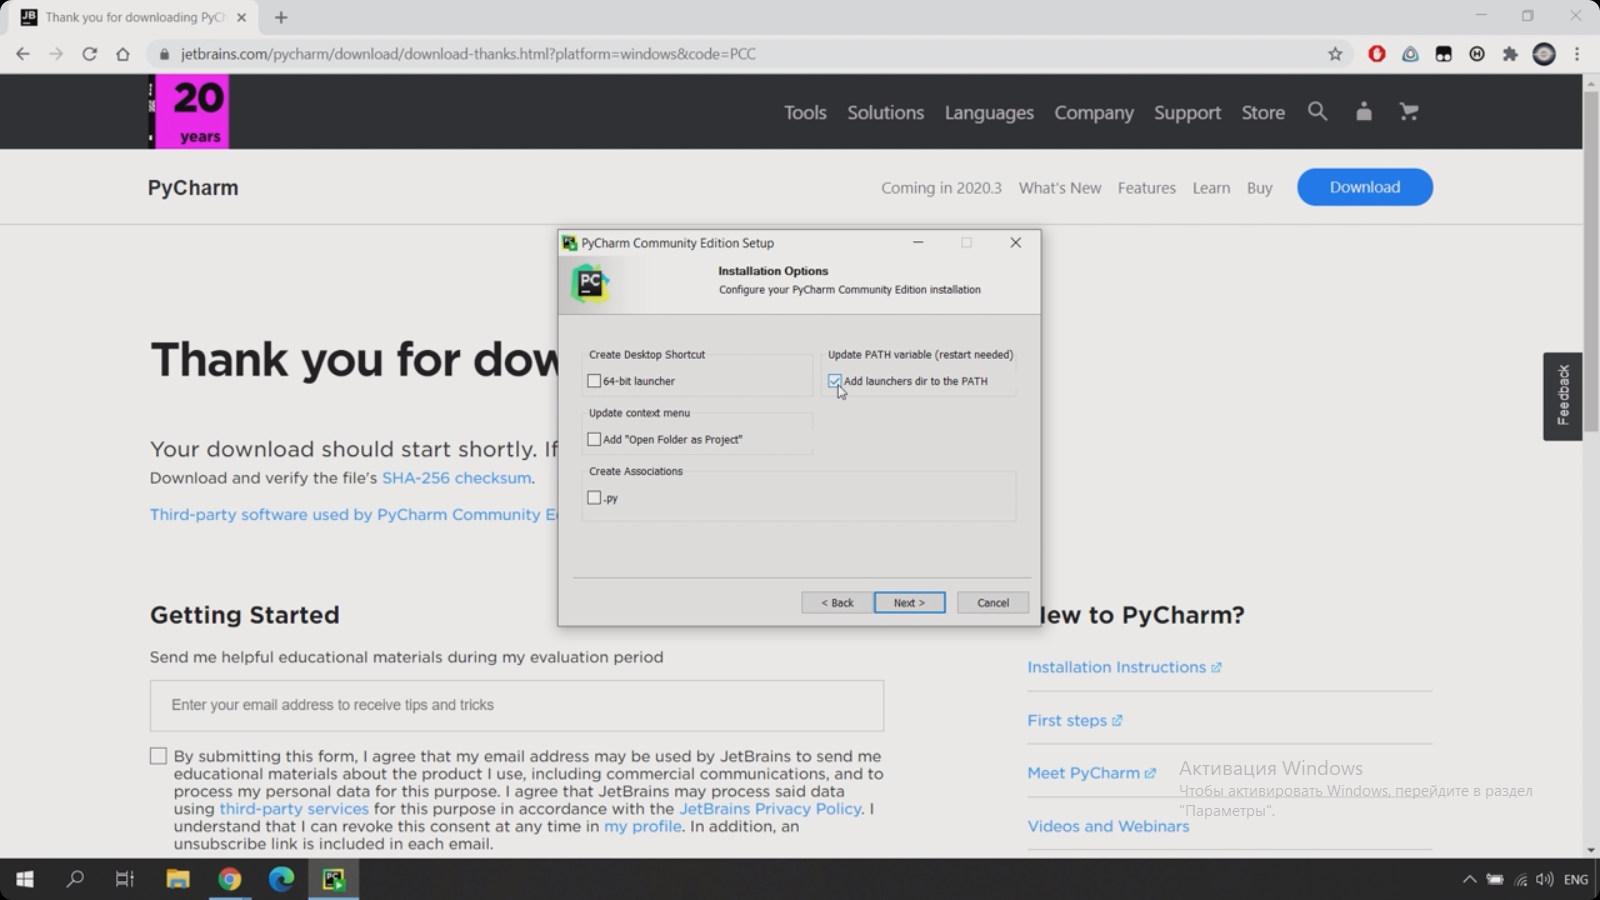 Thank you for downloading PyCh
jetbrains.com/pycharm/download/download-thanks.html?platform=windows&code=PCC
20
years
Tools Solutions Languages Company Support Store
PyCharm
Coming in 2020.3 What's New Features Learn Buy Download
PyCharm Community Edition Setup
Installation Options
Configure your PyCharm Community Edition installation
Create Desktop Shortcut
64-bit launcher
Update PATH variable (restart needed)
Add launchers dir to the PATH
Update context menu
Add "Open Folder as Project"
Create Associations
.py
< Back Next > Cancel
Thank you for dow
Your download should start shortly. If
Download and verify the file's SHA-256 checksum.
Third-party software used by PyCharm Community E
Feedback
Getting Started
Send me helpful educational materials during my evaluation period
Enter your email address to receive tips and tricks
By submitting this form, I agree that my email address may be used by JetBrains to send me
educational materials about the product I use, including commercial communications, and to
process my personal data for this purpose. I agree that JetBrains may process said data
using third-party services for this purpose in accordance with the JetBrains Privacy Policy. I
understand that I can revoke this consent at any time in my profile. In addition, an
unsubscribe link is included in each email.
ew to PyCharm?
Installation Instructions
First steps
Meet PyCharm
Videos and Webinars
Активация Windows
Чтобы активировать Windows, перейдите в раздел
"Параметры".
ENG